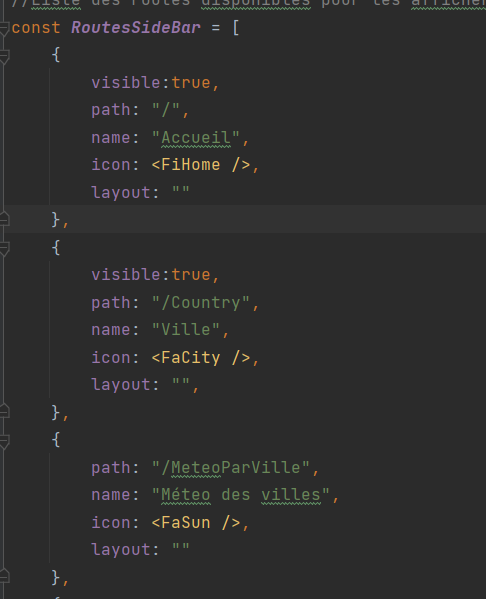 //Liste des routes disponibles pour les afficher
const RoutesSideBar = [
{
visible:true,
path: "/",
name: "Accueil",
icon: <FiHome />,
layout: ""
},
{
visible:true,
path: "/Country",
name: "Ville",
icon: <FaCity />,
layout: "",
},
{
path: "/MeteoParVille",
name: "Méteo des villes",
icon: <FaSun />,
layout: ""
},